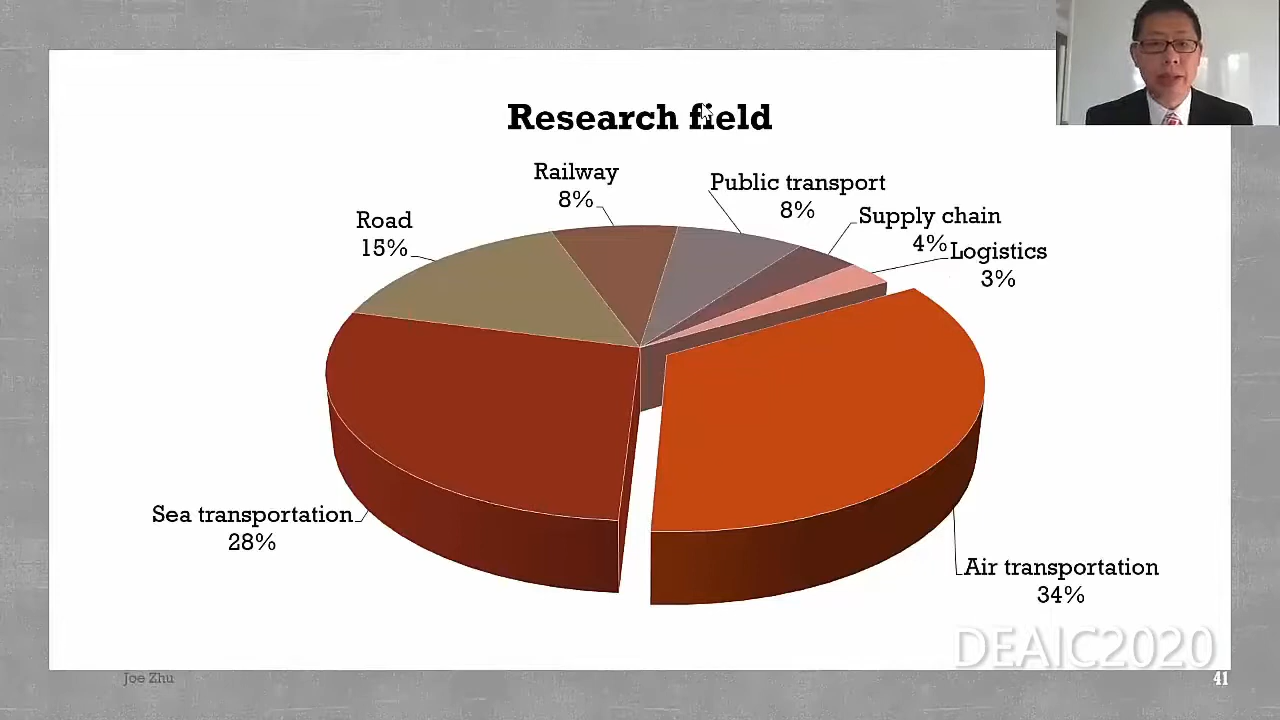 Research field
Railway
8%
Public transport
8%
Road
15%
Supply chain
4%
Logistics
3%
Sea transportation
28%
Air transportation
34%
DEAIC2020
Joe Zhu
41